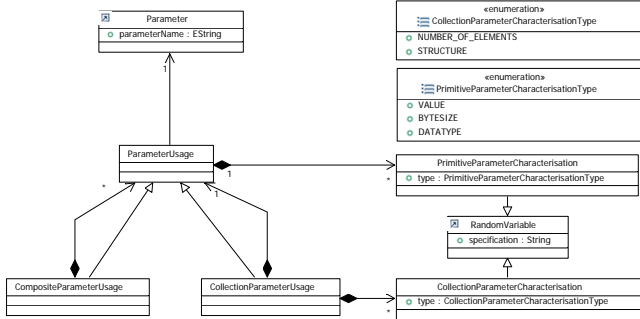 Parameter
parameterName : EString
«enumeration»
CollectionParameterCharacterisationType
NUMBER_OF_ELEMENTS
STRUCTURE
«enumeration»
PrimitiveParameterCharacterisationType
VALUE
BYTESIZE
DATATYPE
1
ParameterUsage
1
*
PrimitiveParameterCharacterisation
type : PrimitiveParameterCharacterisationType
*
1
RandomVariable
specification : String
CompositeParameterUsage
CollectionParameterUsage
*
CollectionParameterCharacterisation
type : CollectionParameterCharacterisationType